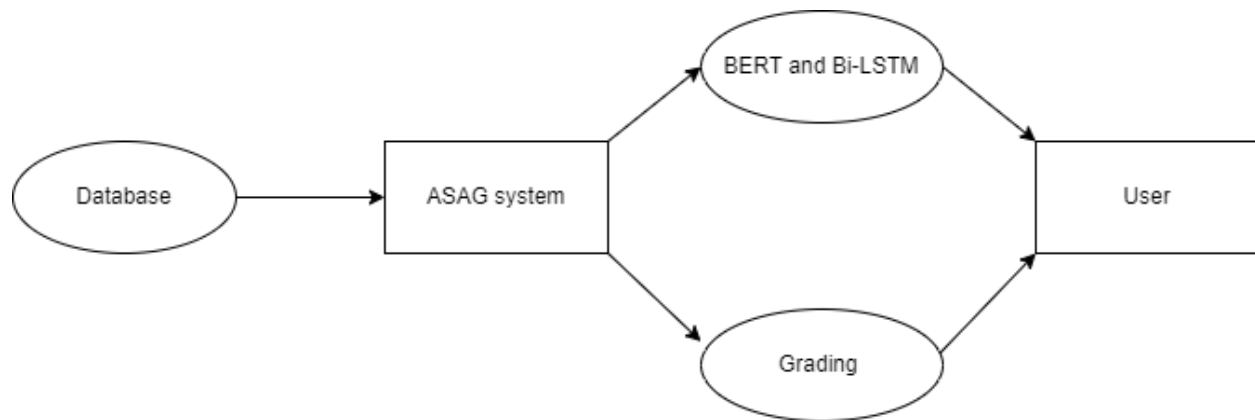 BERT and Bi-LSTM
Database
ASAG system
User
Grading